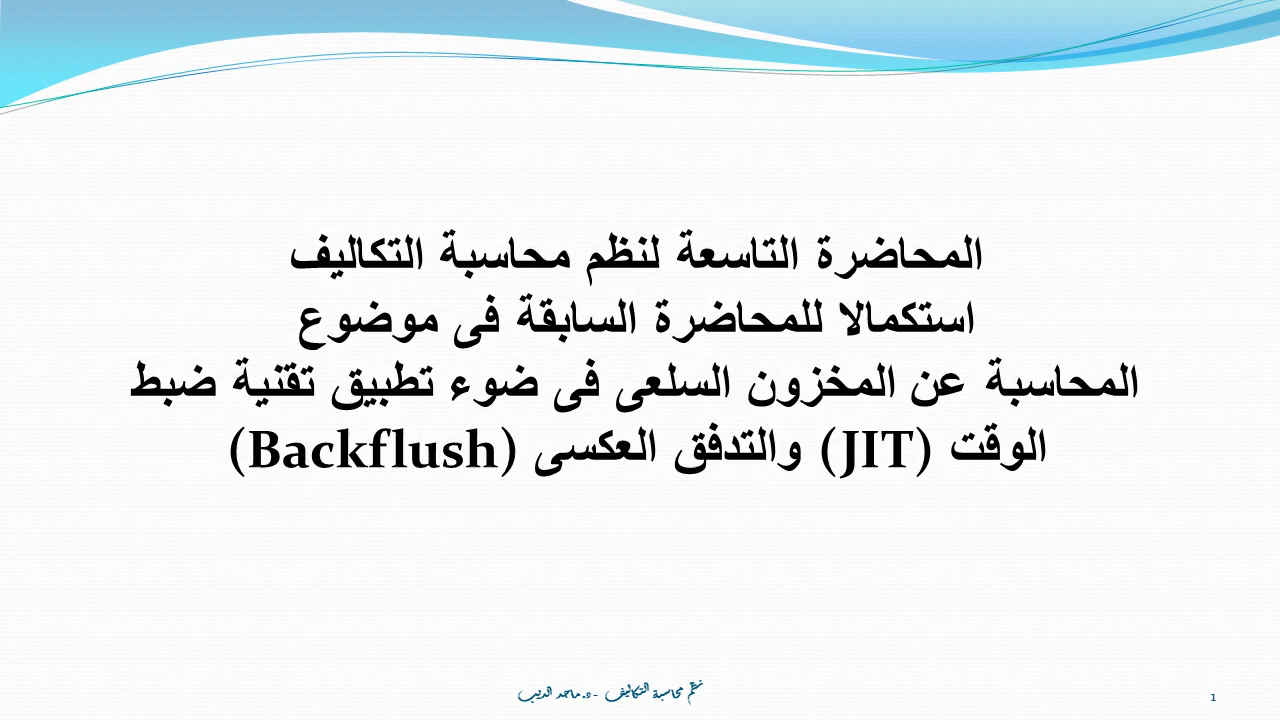 المحاضرة التاسعة لنظم محاسبة التكاليف
استكمالا للمحاضرة السابقة فى موضوع
المحاسبة عن المخزون السلعى فى ضوء تطبيق تقنية ضبط
الوقت (JIT) والتدفق العكسى (Backflush)
نظم محاسبة التكاليف - د. ماجد الديب
1